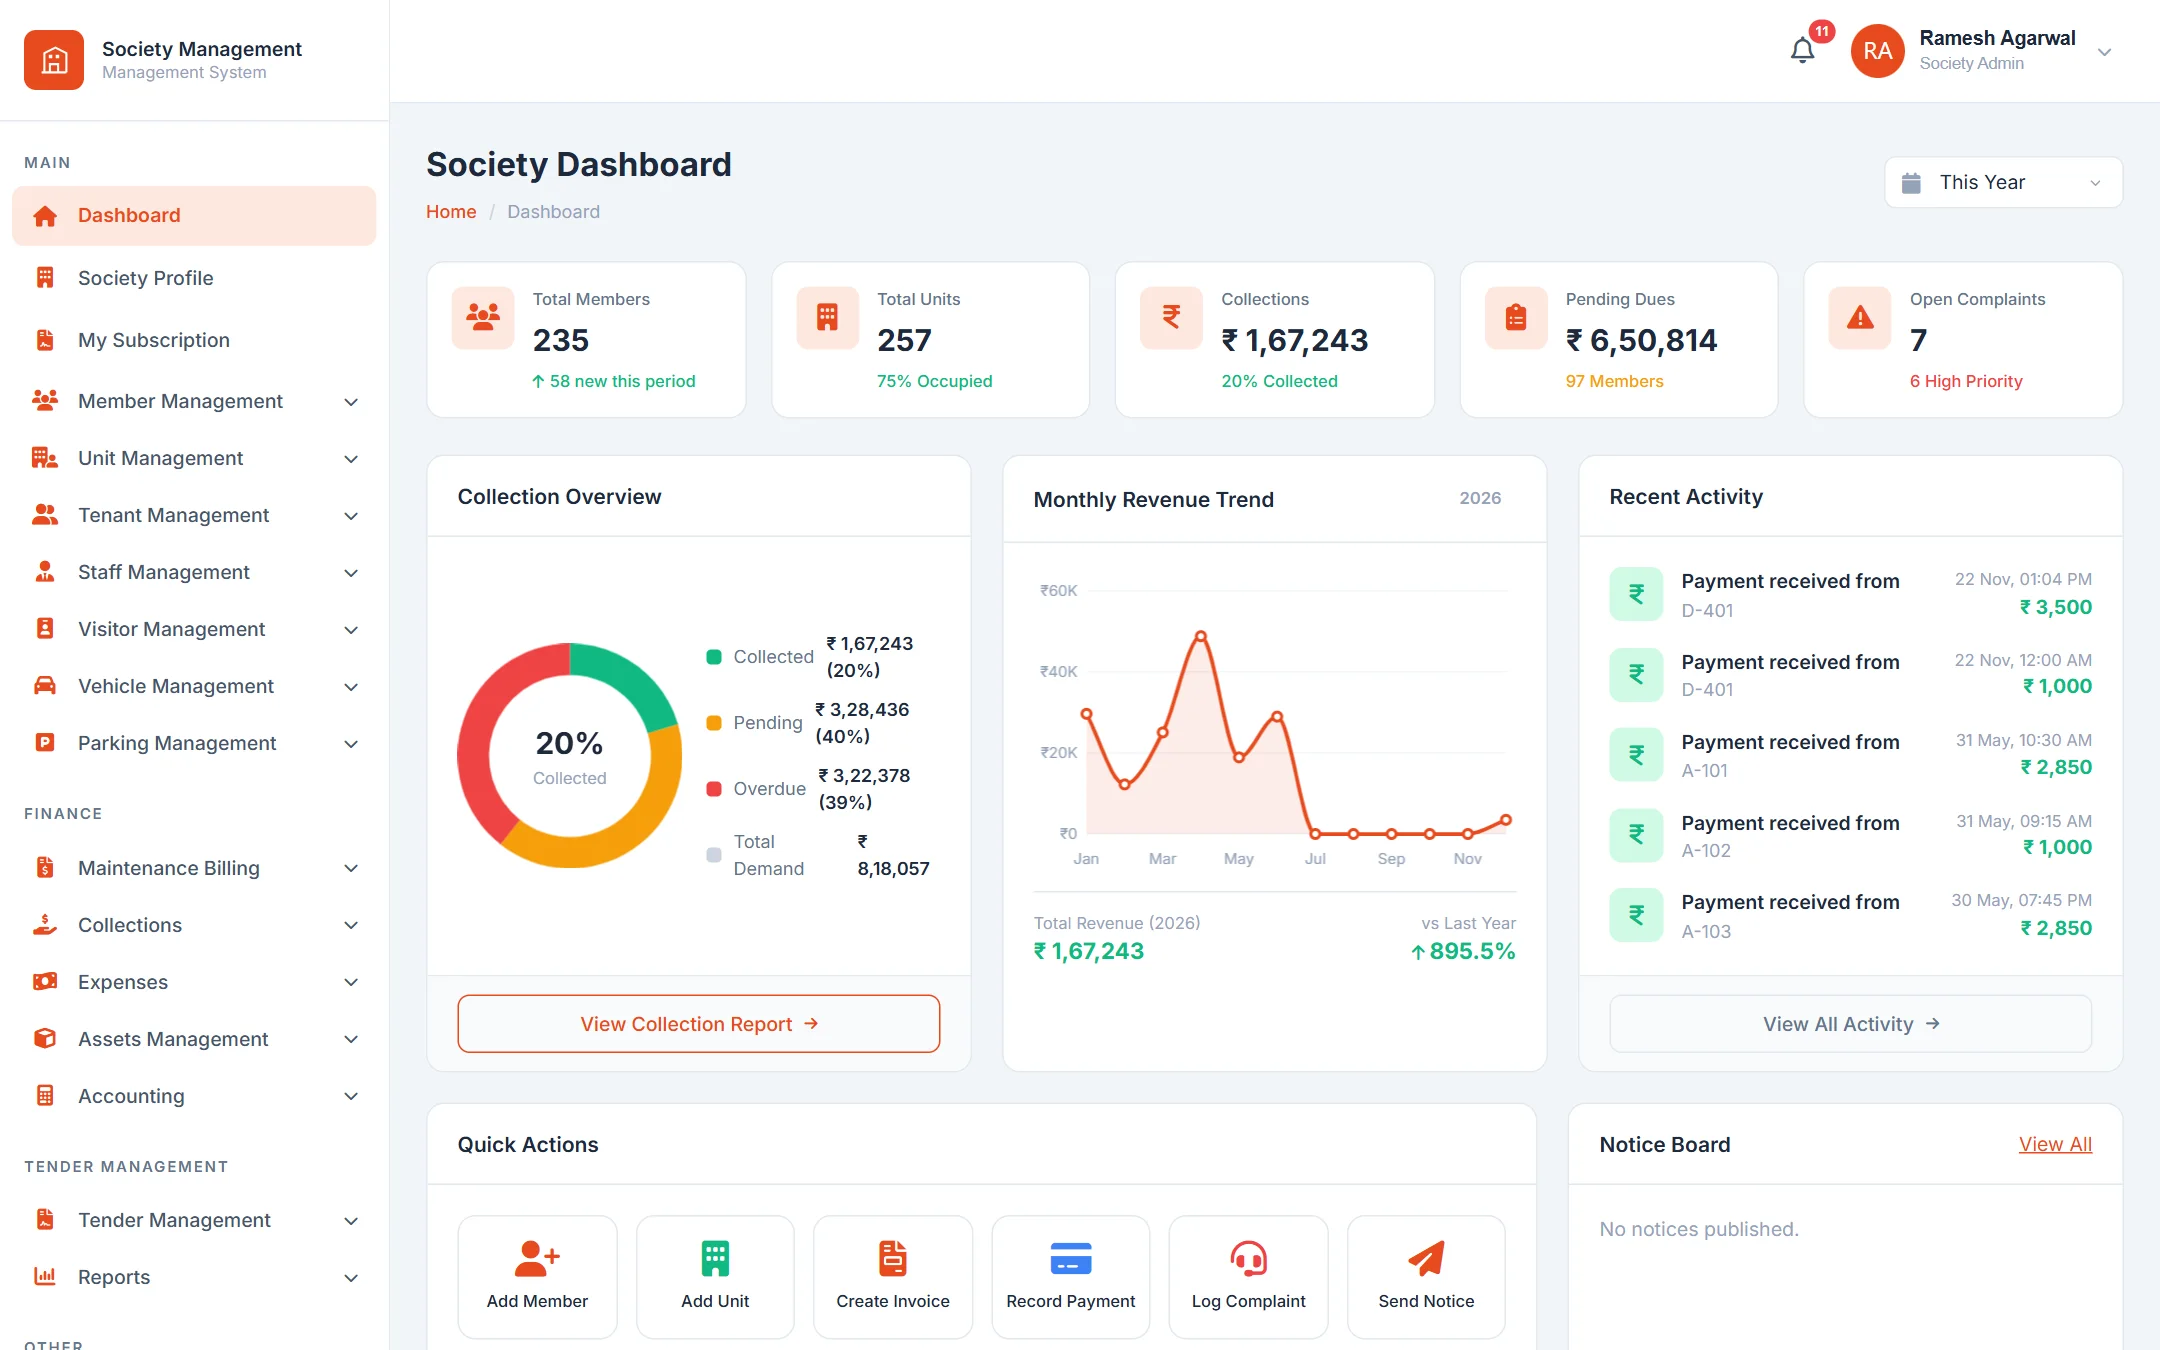 Society Management
Management System
MAIN
Dashboard
Society Profile
My Subscription
Member Management
Unit Management
Tenant Management
Staff Management
Visitor Management
Vehicle Management
Parking Management
FINANCE
Maintenance Billing
Collections
Expenses
Assets Management
Accounting
TENDER MANAGEMENT
Tender Management
Reports
OTHER
11
RA
Ramesh Agarwal
Society Admin
Society Dashboard
Home / Dashboard
This Year
Total Members
235
↑ 58 new this period
Total Units
257
75% Occupied
Collections
₹ 1,67,243
20% Collected
Pending Dues
₹ 6,50,814
97 Members
Open Complaints
7
6 High Priority
Collection Overview
20%
Collected
Collected ₹ 1,67,243
(20%)
Pending ₹ 3,28,436
(40%)
Overdue ₹ 3,22,378
(39%)
Total Demand ₹ 8,18,057
Monthly Revenue Trend 2026
₹60K
₹40K
₹20K
₹0
Jan Mar May Jul Sep Nov
Total Revenue (2026) vs Last Year
₹ 1,67,243 ↑ 895.5%
Recent Activity
Payment received from 22 Nov, 01:04 PM
D-401 ₹ 3,500
Payment received from 22 Nov, 12:00 AM
D-401 ₹ 1,000
Payment received from 31 May, 10:30 AM
A-101 ₹ 2,850
Payment received from 31 May, 09:15 AM
A-102 ₹ 1,000
Payment received from 30 May, 07:45 PM
A-103 ₹ 2,850
View Collection Report →
View All Activity →
Quick Actions
Add Member
Add Unit
Create Invoice
Record Payment
Log Complaint
Send Notice
Notice Board View All
No notices published.